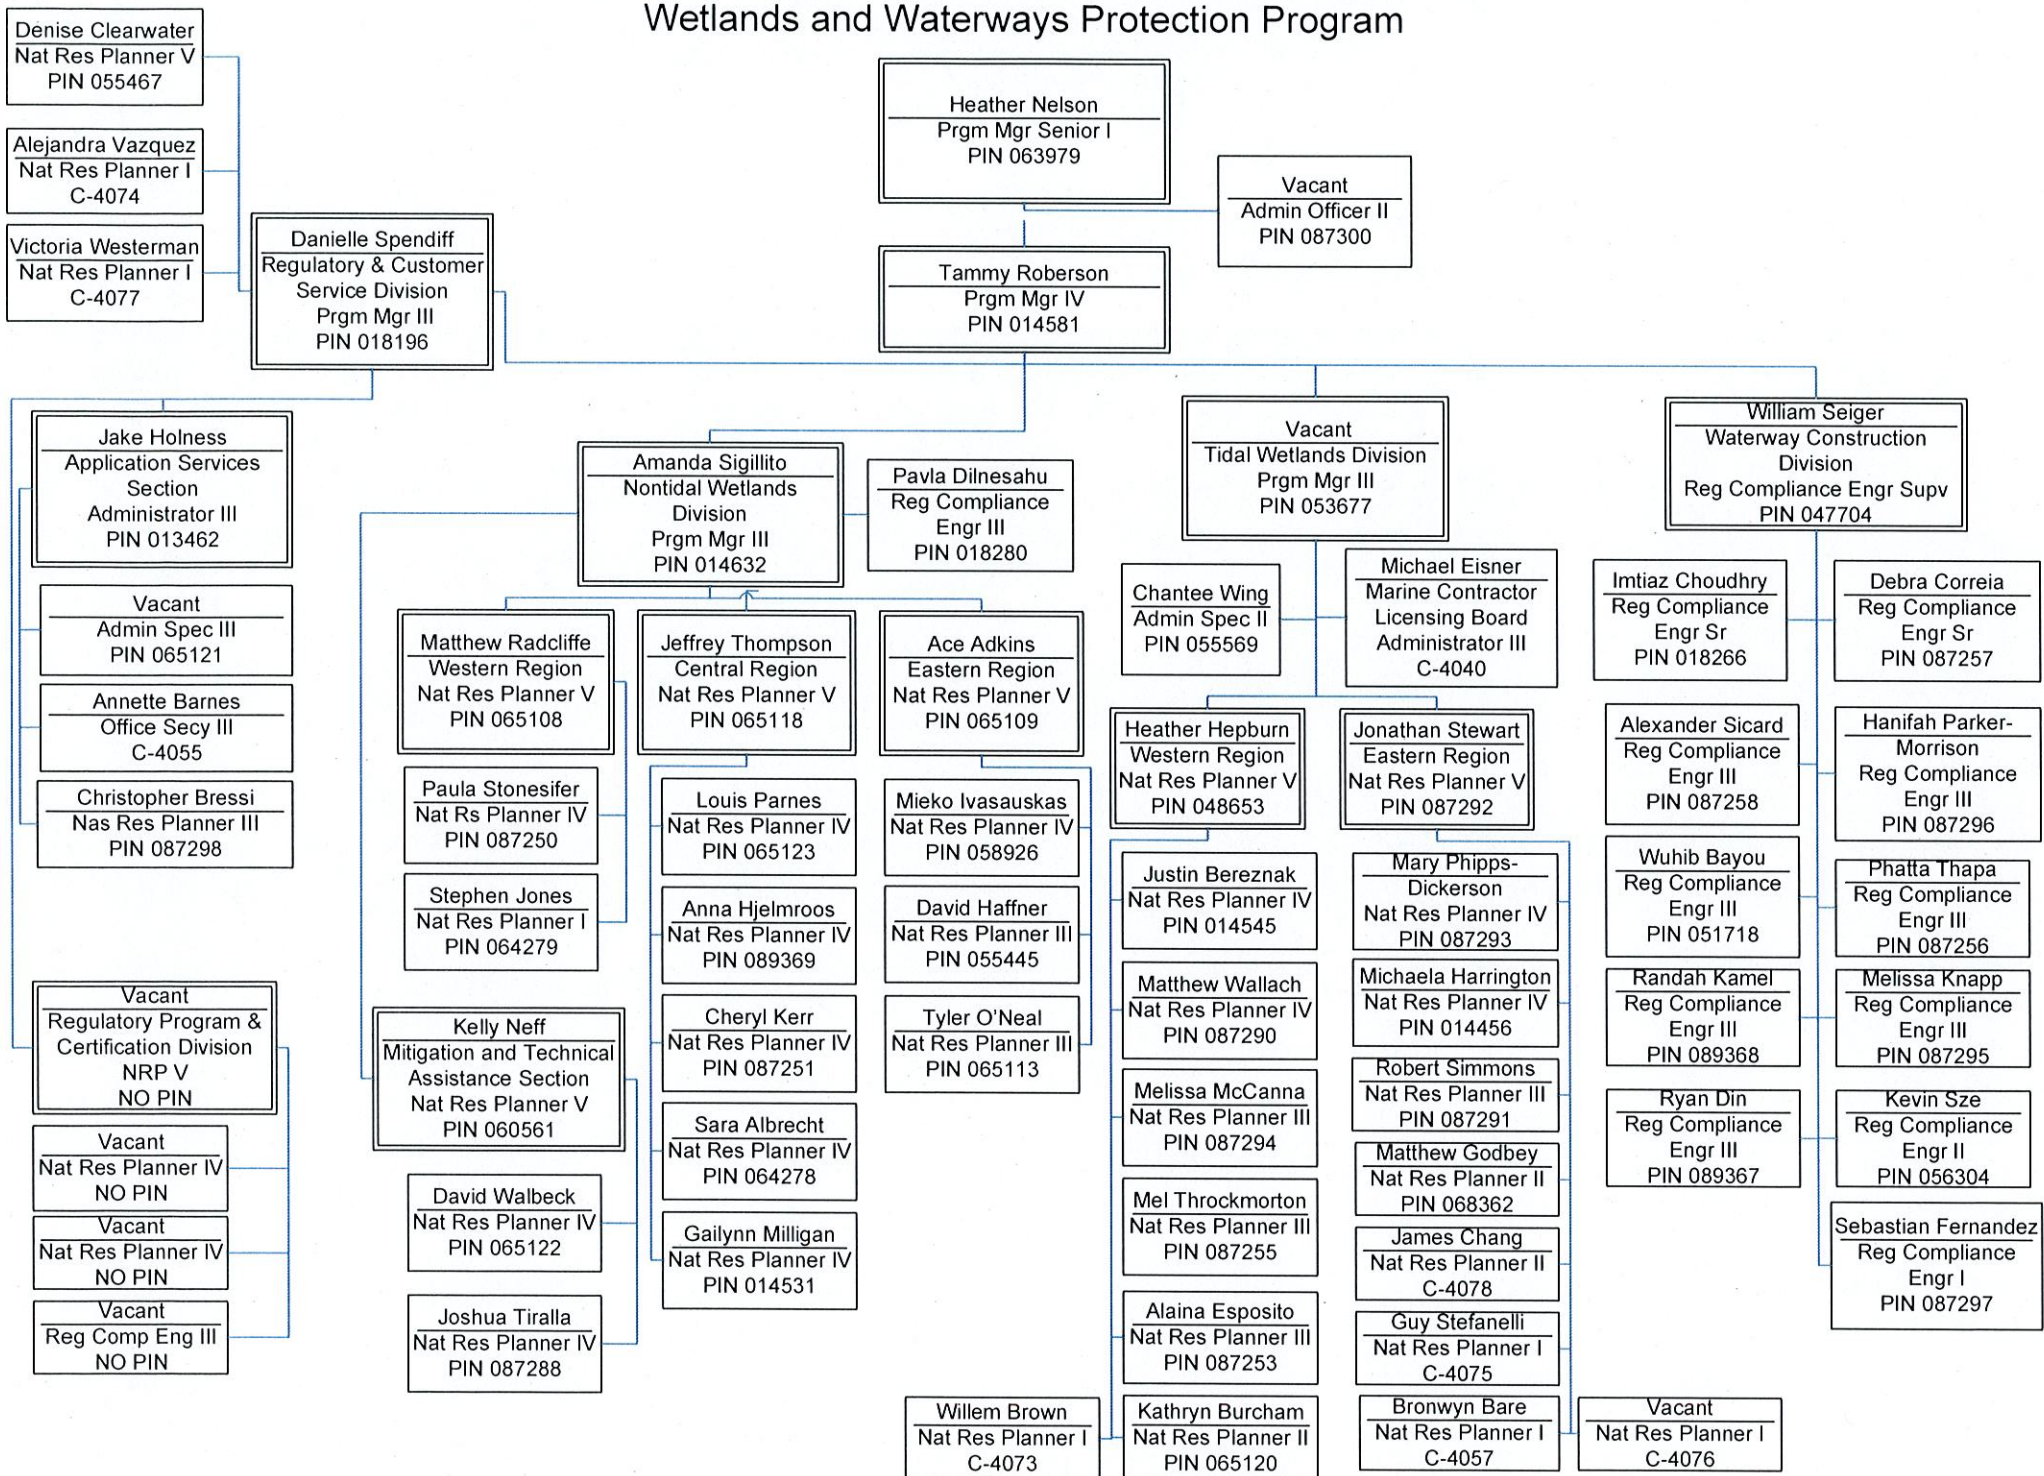 Wetlands and Waterways Protection Program
Denise Clearwater
Nat Res Planner V
PIN 055467
Alejandra Vazquez
Nat Res Planner I
C-4074
Victoria Westerman
Nat Res Planner I
C-4077
Danielle Spendiff
Regulatory & Customer
Service Division
Prgm Mgr III
PIN 018196
Heather Nelson
Prgm Mgr Senior I
PIN 063979
Vacant
Admin Officer II
PIN 087300
Tammy Roberson
Prgm Mgr IV
PIN 014581
Jake Holness
Application Services
Section
Administrator III
PIN 013462
Vacant
Admin Spec III
PIN 065121
Annette Barnes
Office Secy III
C-4055
Christopher Bressi
Nas Res Planner III
PIN 087298
Vacant
Regulatory Program &
Certification Division
NRP V
NO PIN
Vacant
Nat Res Planner IV
NO PIN
Vacant
Nat Res Planner IV
NO PIN
Vacant
Reg Comp Eng III
NO PIN
Amanda Sigillito
Nontidal Wetlands
Division
Prgm Mgr III
PIN 014632
Pavla Dilnesahu
Reg Compliance
Engr III
PIN 018280
Matthew Radcliffe
Western Region
Nat Res Planner V
PIN 065108
Paula Stonesifer
Nat Rs Planner IV
PIN 087250
Stephen Jones
Nat Res Planner I
PIN 064279
Kelly Neff
Mitigation and Technical
Assistance Section
Nat Res Planner V
PIN 060561
David Walbeck
Nat Res Planner IV
PIN 065122
Joshua Tiralla
Nat Res Planner IV
PIN 087288
Jeffrey Thompson
Central Region
Nat Res Planner V
PIN 065118
Louis Parnes
Nat Res Planner IV
PIN 065123
Anna Hjelmroos
Nat Res Planner IV
PIN 089369
Cheryl Kerr
Nat Res Planner IV
PIN 087251
Sara Albrecht
Nat Res Planner IV
PIN 064278
Gailynn Milligan
Nat Res Planner IV
PIN 014531
Ace Adkins
Eastern Region
Nat Res Planner V
PIN 065109
Mieko Ivasauskas
Nat Res Planner IV
PIN 058926
David Haffner
Nat Res Planner III
PIN 055445
Tyler O'Neal
Nat Res Planner III
PIN 065113
Vacant
Tidal Wetlands Division
Prgm Mgr III
PIN 053677
Chantee Wing
Admin Spec II
PIN 055569
Michael Eisner
Marine Contractor
Licensing Board
Administrator III
C-4040
Heather Hepburn
Western Region
Nat Res Planner V
PIN 048653
Justin Bereznak
Nat Res Planner IV
PIN 014545
Matthew Wallach
Nat Res Planner IV
PIN 087290
Melissa McCanna
Nat Res Planner III
PIN 087294
Mel Throckmorton
Nat Res Planner III
PIN 087255
Alaina Esposito
Nat Res Planner III
PIN 087253
Willem Brown
Nat Res Planner I
C-4073
Kathryn Burcham
Nat Res Planner II
PIN 065120
Jonathan Stewart
Eastern Region
Nat Res Planner V
PIN 087292
Mary Phipps-
Dickerson
Nat Res Planner IV
PIN 087293
Michaela Harrington
Nat Res Planner IV
PIN 014456
Robert Simmons
Nat Res Planner III
PIN 087291
Matthew Godbey
Nat Res Planner II
PIN 068362
James Chang
Nat Res Planner II
C-4078
Guy Stefanelli
Nat Res Planner I
C-4075
Bronwyn Bare
Nat Res Planner I
C-4057
Vacant
Nat Res Planner I
C-4076
William Seiger
Waterway Construction
Division
Reg Compliance Engr Supv
PIN 047704
Imtiaz Choudhry
Reg Compliance
Engr Sr
PIN 018266
Debra Correia
Reg Compliance
Engr Sr
PIN 087257
Alexander Sicard
Reg Compliance
Engr III
PIN 087258
Hanifah Parker-
Morrison
Reg Compliance
Engr III
PIN 087296
Wuhib Bayou
Reg Compliance
Engr III
PIN 051718
Phatta Thapa
Reg Compliance
Engr III
PIN 087256
Randah Kamel
Reg Compliance
Engr III
PIN 089368
Melissa Knapp
Reg Compliance
Engr III
PIN 087295
Ryan Din
Reg Compliance
Engr III
PIN 089367
Kevin Sze
Reg Compliance
Engr II
PIN 056304
Sebastian Fernandez
Reg Compliance
Engr I
PIN 087297